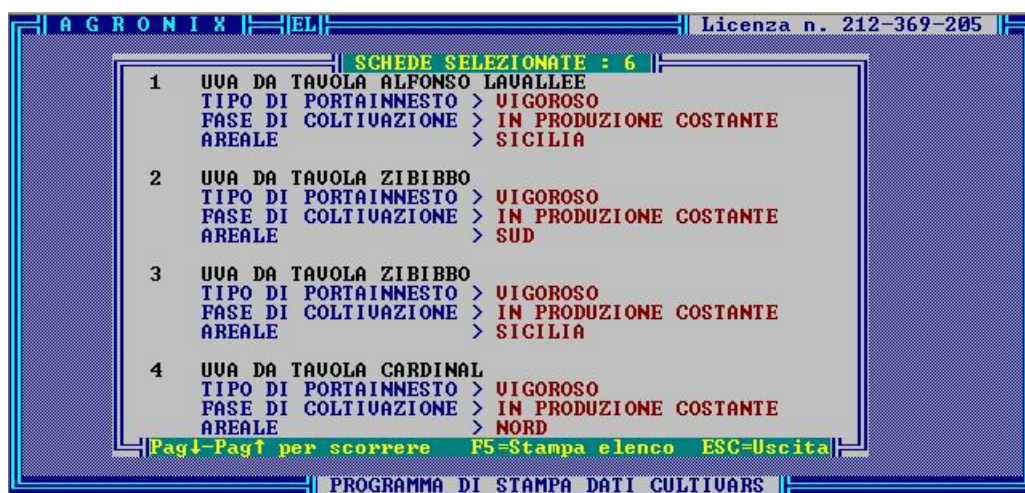 AGRONIX EL Licenza n. 212-369-205
SCHEDE SELEZIONATE : 6
1 UVA DA TAVOLA ALFONSO LAVALLEE
TIPO DI PORTAINNESTO > VIGOROSO
FASE DI COLTIVAZIONE > IN PRODUZIONE COSTANTE
AREALE > SICILIA
2 UVA DA TAVOLA ZIBIBBO
TIPO DI PORTAINNESTO > VIGOROSO
FASE DI COLTIVAZIONE > IN PRODUZIONE COSTANTE
AREALE > SUD
3 UVA DA TAVOLA ZIBIBBO
TIPO DI PORTAINNESTO > VIGOROSO
FASE DI COLTIVAZIONE > IN PRODUZIONE COSTANTE
AREALE > SICILIA
4 UVA DA TAVOLA CARDINAL
TIPO DI PORTAINNESTO > VIGOROSO
FASE DI COLTIVAZIONE > IN PRODUZIONE COSTANTE
AREALE > NORD
Pag↓-Pag↑ per scorrere F5=Stampa elenco ESC=Uscita
PROGRAMMA DI STAMPA DATI CULTIVARS